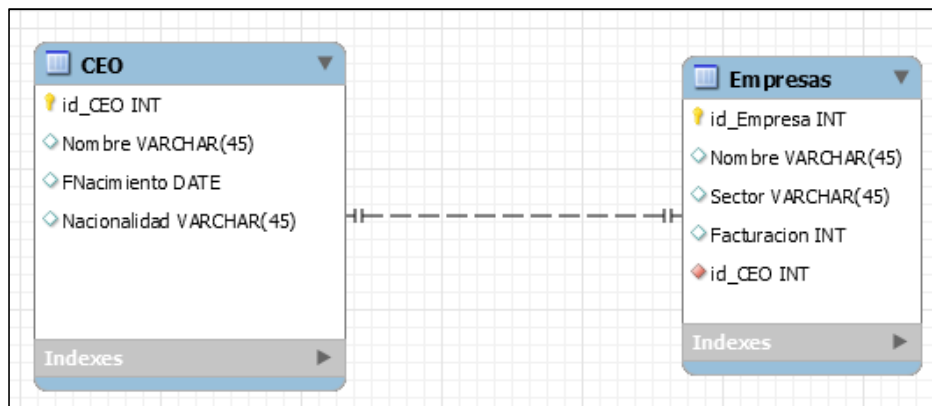 CEO
id_CEO INT
Nombre VARCHAR(45)
FNacimiento DATE
Nacionalidad VARCHAR(45)
Indexes
Empresas
id_Empresa INT
Nombre VARCHAR(45)
Sector VARCHAR(45)
Facturacion INT
id_CEO INT
Indexes